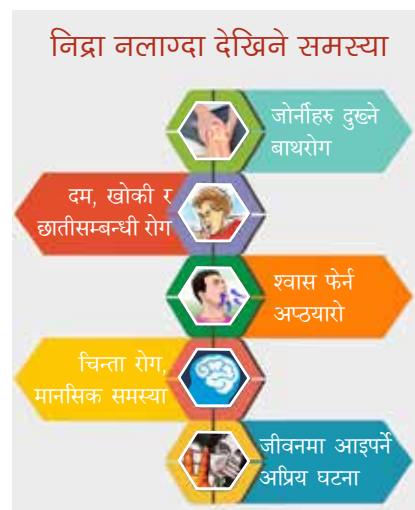 निद्रा नलाग्दा देखिने समस्या
जोर्नीहरु दुख्ने
बाथरोग
दम, खोकी र
छातीसम्बन्धी रोग
श्वास फेर्न
अप्ठयारो
चिन्ता रोग,
मानसिक समस्या
जीवनमा आइपर्ने
अप्रिय घटना